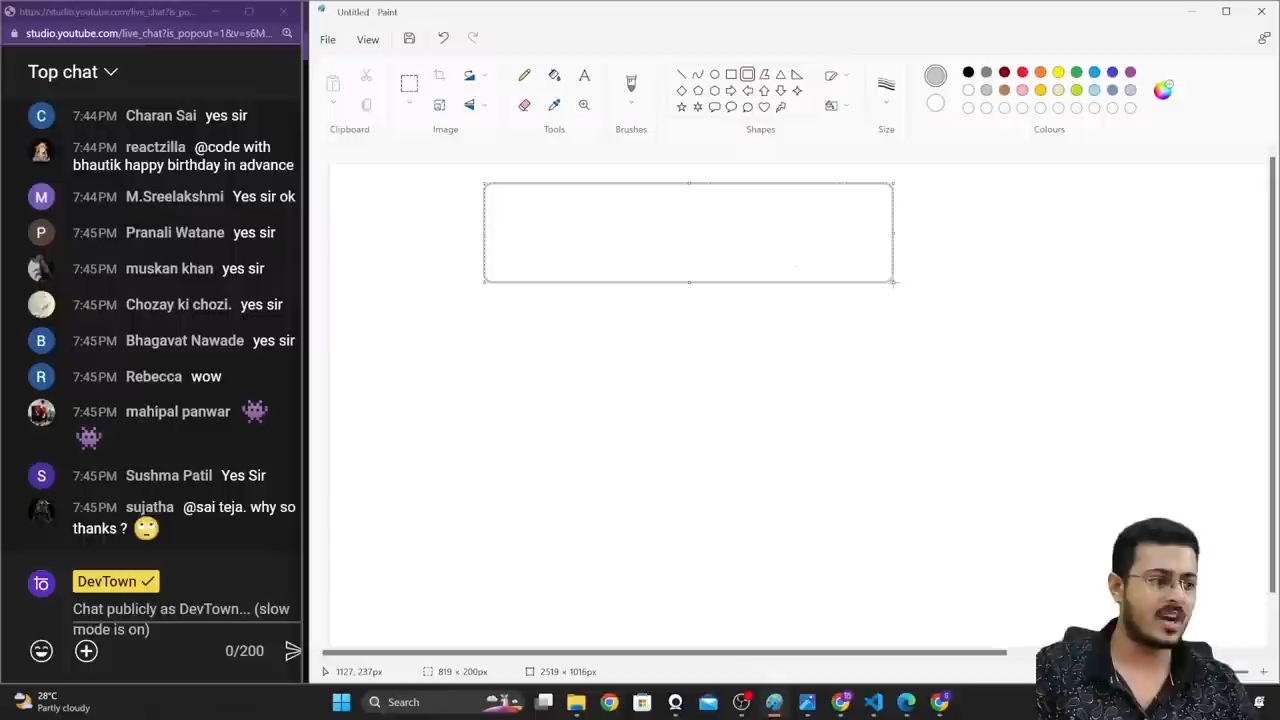 https://studio.youtube.com/live_chat?is_po...
studio.youtube.com/live_chat?is_popout=1&v=s6M...
Top chat
C 7:44 PM Charan Sai yes sir
7:44 PM reactzilla @code with
bhautik happy birthday in advance
M 7:44 PM M.Sreelakshmi Yes sir ok
P 7:45 PM Pranali Watane yes sir
7:45 PM muskan khan yes sir
7:45 PM Chozay ki chozi. yes sir
B 7:45 PM Bhagavat Nawade yes sir
R 7:45 PM Rebecca wow
7:45 PM mahipal panwar 👾
👾
S 7:45 PM Sushma Patil Yes Sir
7:45 PM sujatha @sai teja. why so
thanks ? 🙄
DevTown
Chat publicly as DevTown... (slow
mode is on)
0/200
Untitled - Paint
File View
Clipboard Image Tools Brushes Shapes Size Colours
1127, 237px 819 × 200px 2519 × 1016px
28°C
Partly cloudy
Search